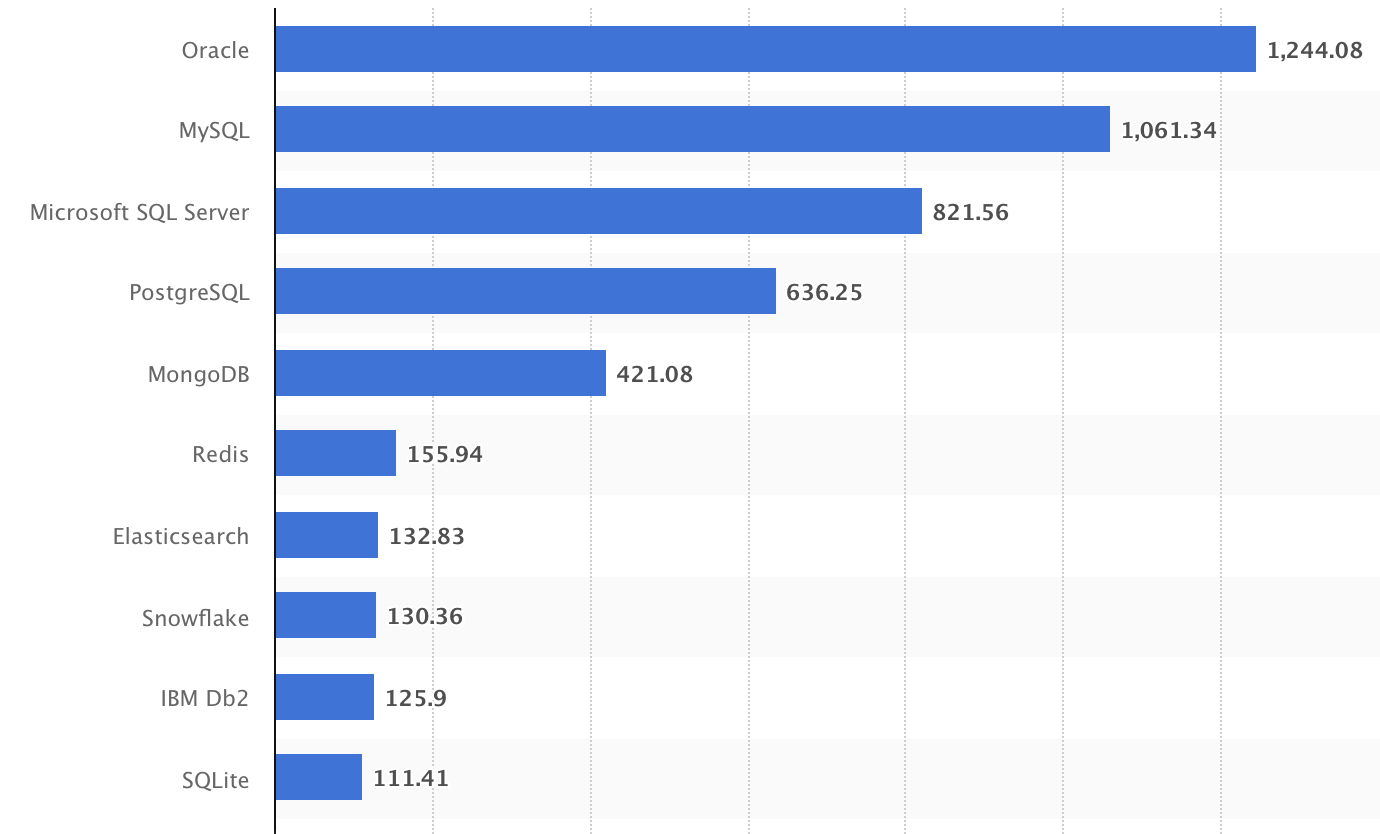 Oracle 1,244.08
MySQL 1,061.34
Microsoft SQL Server 821.56
PostgreSQL 636.25
MongoDB 421.08
Redis 155.94
Elasticsearch 132.83
Snowflake 130.36
IBM Db2 125.9
SQLite 111.41